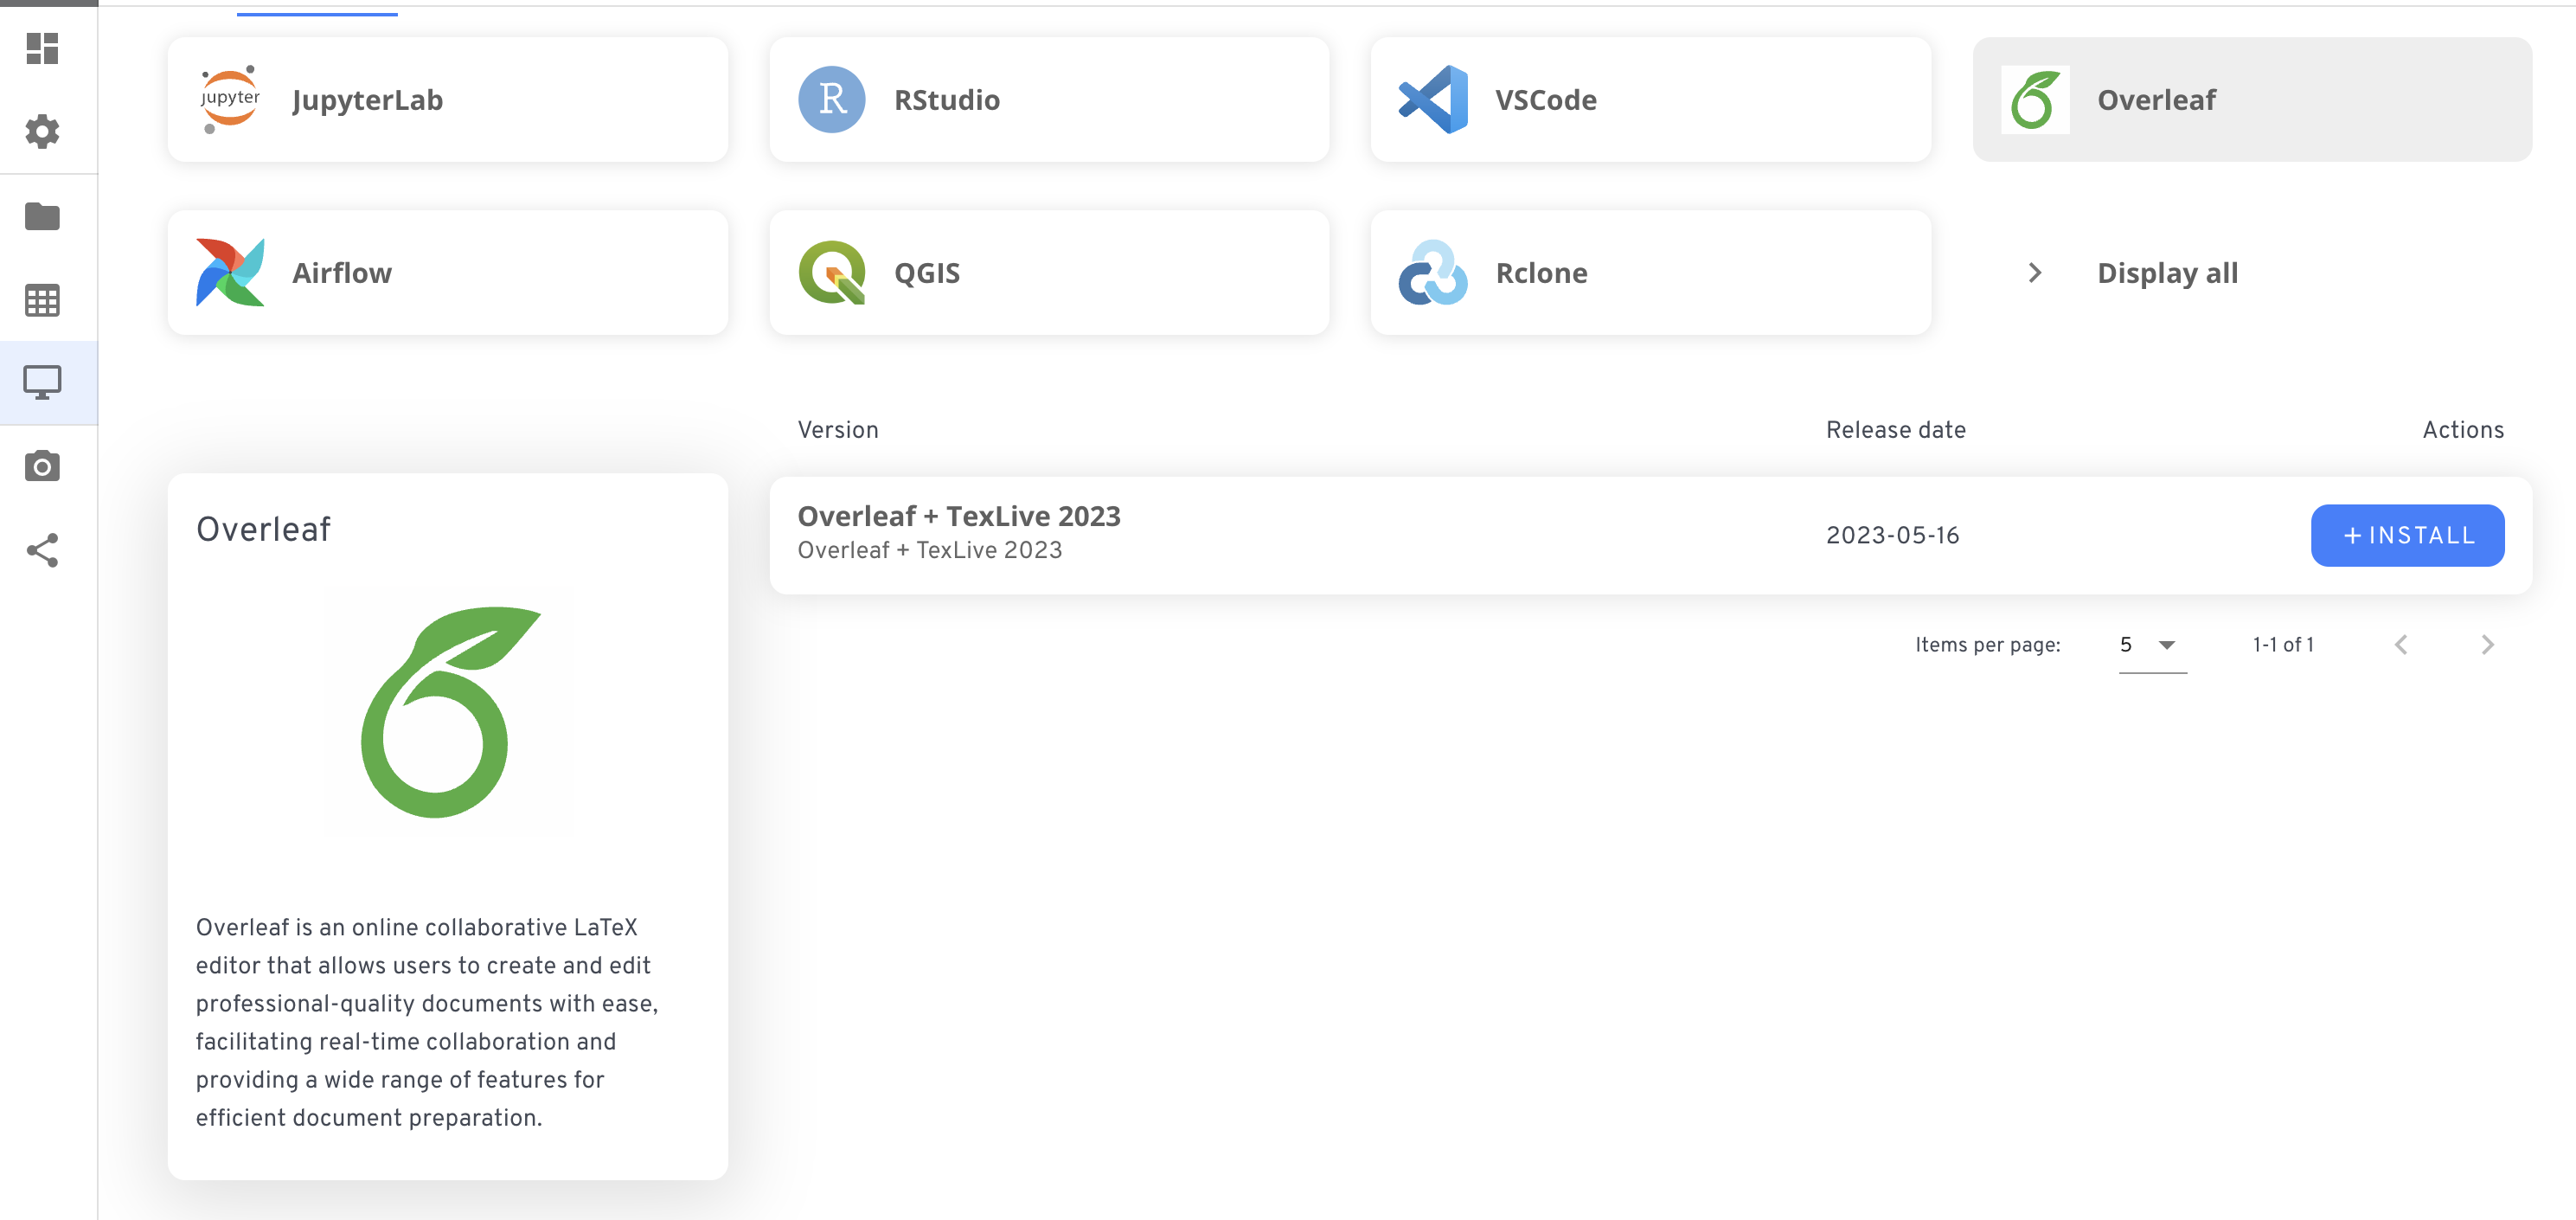 jupyter
JupyterLab
R
RStudio
VSCode
Overleaf
Airflow
QGIS
Rclone
Display all
Version
Release date
Actions
Overleaf
Overleaf + TexLive 2023
Overleaf + TexLive 2023
2023-05-16
+ INSTALL
Items per page:
5
1-1 of 1
Overleaf is an online collaborative LaTeX
editor that allows users to create and edit
professional-quality documents with ease,
facilitating real-time collaboration and
providing a wide range of features for
efficient document preparation.